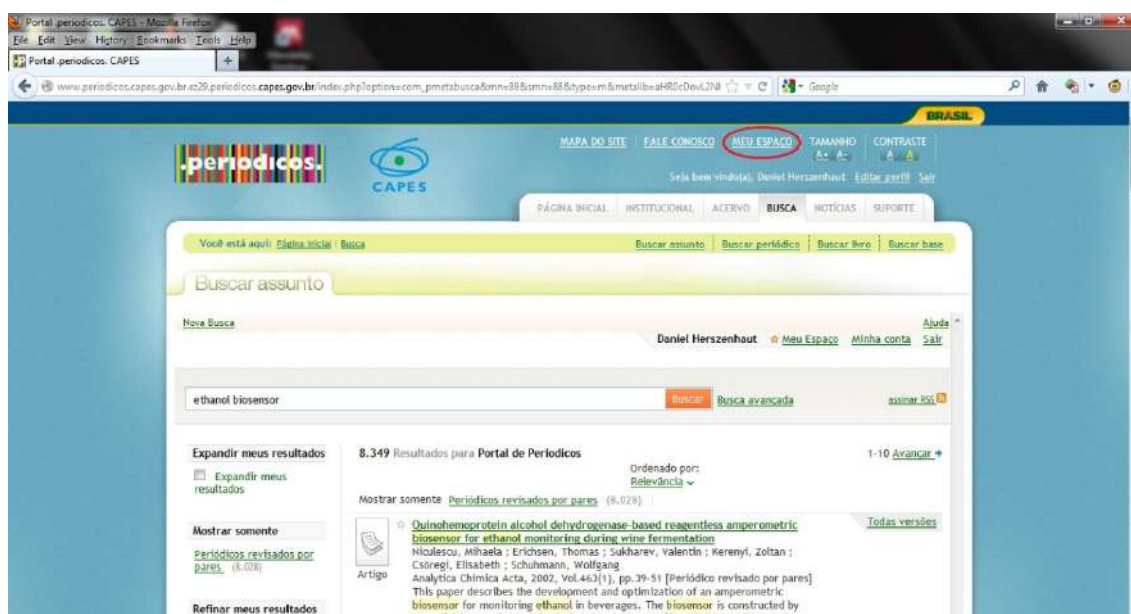 Portal .periodicos. CAPES - Mozilla Firefox
File Edit View History Bookmarks Tools Help
Portal .periodicos. CAPES
Google
BRASIL
.periodicos.
CAPES
MAPA DO SITE FALE CONOSCO MEU ESPAÇO TAMANHO CONTRASTE
A+ A- A A
Seja bem vindo(a), Daniel Herszenhaut Editar perfil Sair
PÁGINA INICIAL INSTITUCIONAL ACERVO BUSCA NOTÍCIAS SUPORTE
Você está aqui: Página inicial Busca
Buscar assunto Buscar periódico Buscar livro Buscar base
Buscar assunto
Nova Busca
Ajuda
Daniel Herszenhaut Meu Espaço Minha conta Sair
ethanol biosensor Buscar Busca avançada assinar RSS
Expandir meus resultados
Expandir meus resultados
Mostrar somente
Periódicos revisados por pares (8.028)
Refinar meus resultados
8.349 Resultados para Portal de Periodicos
1-10 Avançar
Ordenado por:
Relevância
Mostrar somente Periódicos revisados por pares (8.028)
Artigo
Quinohemoprotein alcohol dehydrogenase-based reagentless amperometric
biosensor for ethanol monitoring during wine fermentation
Todas versões
Niculescu, Mihaela ; Erichsen, Thomas ; Sukharev, Valentin ; Kerenyi, Zoltan ;
Csöregi, Elisabeth ; Schuhmann, Wolfgang
Analytica Chimica Acta, 2002, Vol.463(1), pp.39-51 [Periódico revisado por pares]
This paper describes the development and optimization of an amperometric
biosensor for monitoring ethanol in beverages. The biosensor is constructed by